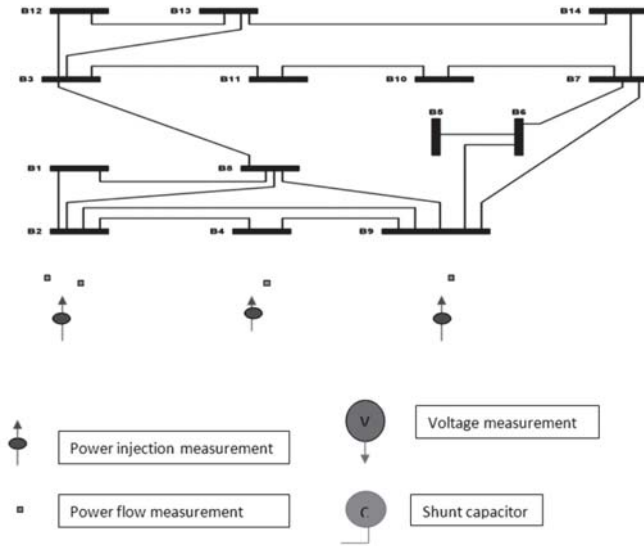 B12 B13 B14
B3 B11 B10 B7
B5 B6
B1 B8
B2 B4 B9
V
Power injection measurement
Voltage measurement
Power flow measurement
C
Shunt capacitor